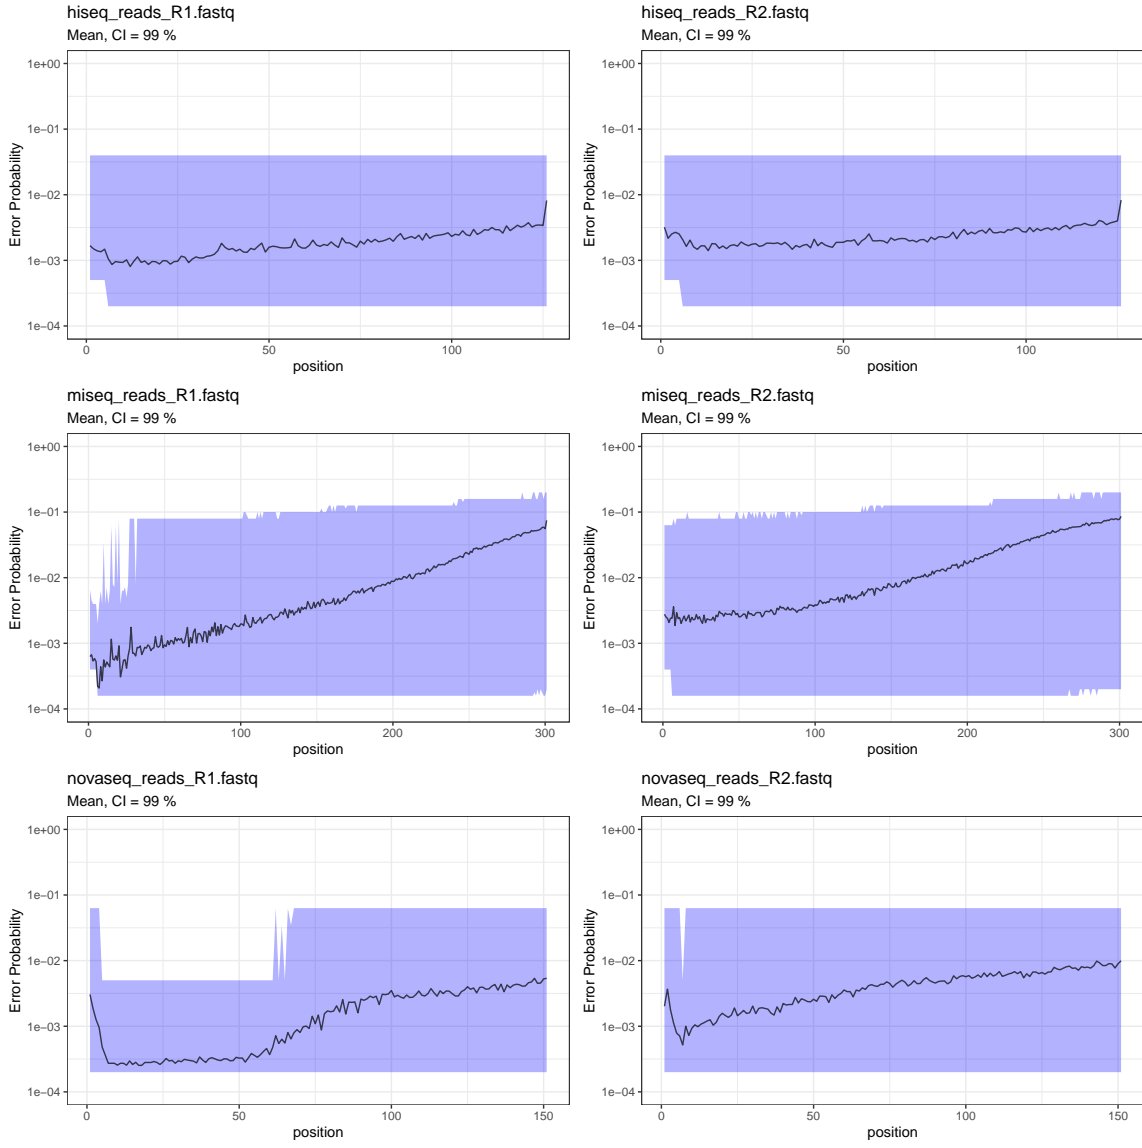 hiseq_reads_R1.fastq
Mean, CI = 99 %
1e+00
1e−01
1e−02
1e−03
1e−04
Error Probability
0 50 100
position
hiseq_reads_R2.fastq
Mean, CI = 99 %
1e+00
1e−01
1e−02
1e−03
1e−04
Error Probability
0 50 100
position
miseq_reads_R1.fastq
Mean, CI = 99 %
1e+00
1e−01
1e−02
1e−03
1e−04
Error Probability
0 100 200 300
position
miseq_reads_R2.fastq
Mean, CI = 99 %
1e+00
1e−01
1e−02
1e−03
1e−04
Error Probability
0 100 200 300
position
novaseq_reads_R1.fastq
Mean, CI = 99 %
1e+00
1e−01
1e−02
1e−03
1e−04
Error Probability
0 50 100 150
position
novaseq_reads_R2.fastq
Mean, CI = 99 %
1e+00
1e−01
1e−02
1e−03
1e−04
Error Probability
0 50 100 150
position